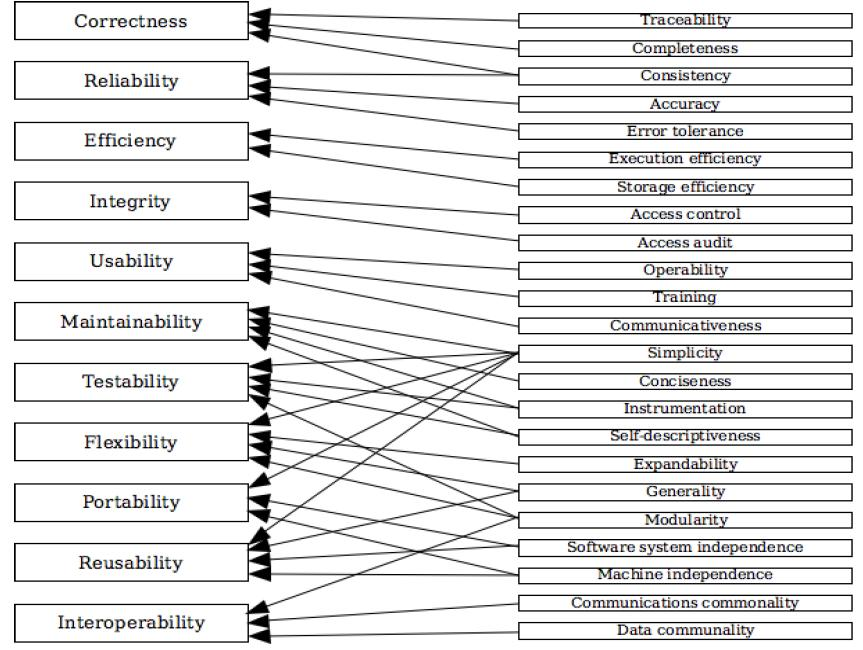 Correctness
Reliability
Efficiency
Integrity
Usability
Maintainability
Testability
Flexibility
Portability
Reusability
Interoperability
Traceability
Completeness
Consistency
Accuracy
Error tolerance
Execution efficiency
Storage efficiency
Access control
Access audit
Operability
Training
Communicativeness
Simplicity
Conciseness
Instrumentation
Self-descriptiveness
Expandability
Generality
Modularity
Software system independence
Machine independence
Communications commonality
Data communality